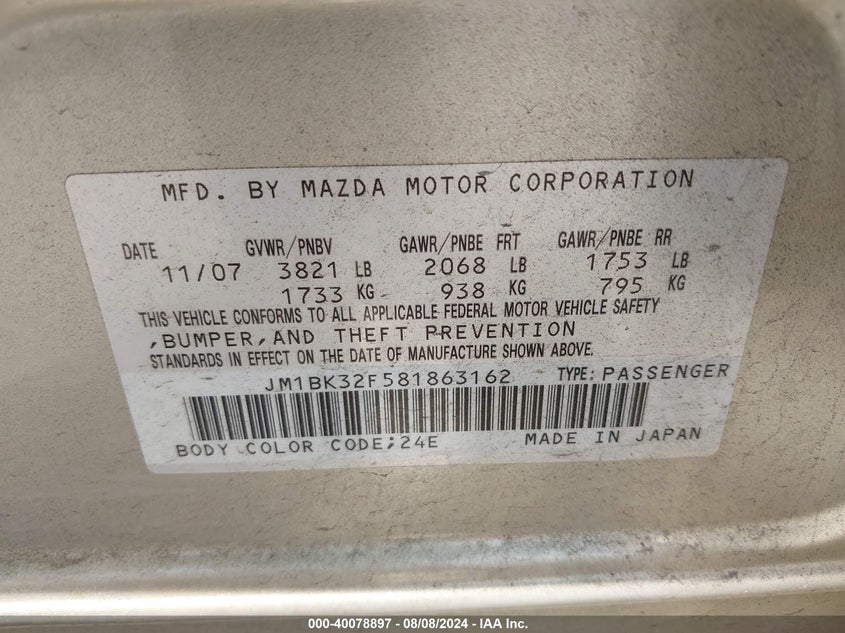 MFD. BY MAZDA MOTOR CORPORATION
DATE GVWR/PNBV GAWR/PNBE FRT GAWR/PNBE RR
11/07 3821 LB 2068 LB 1753 LB
1733 KG 938 KG 795 KG
THIS VEHICLE CONFORMS TO ALL APPLICABLE FEDERAL MOTOR VEHICLE SAFETY
,BUMPER,AND THEFT PREVENTION
STANDARDS IN EFFECT ON THE DATE OF MANUFACTURE SHOWN ABOVE.
JM1BK32F581863162 TYPE: PASSENGER
BODY COLOR CODE;24E MADE IN JAPAN
000-40078897 - 08/08/2024 - IAA Inc.